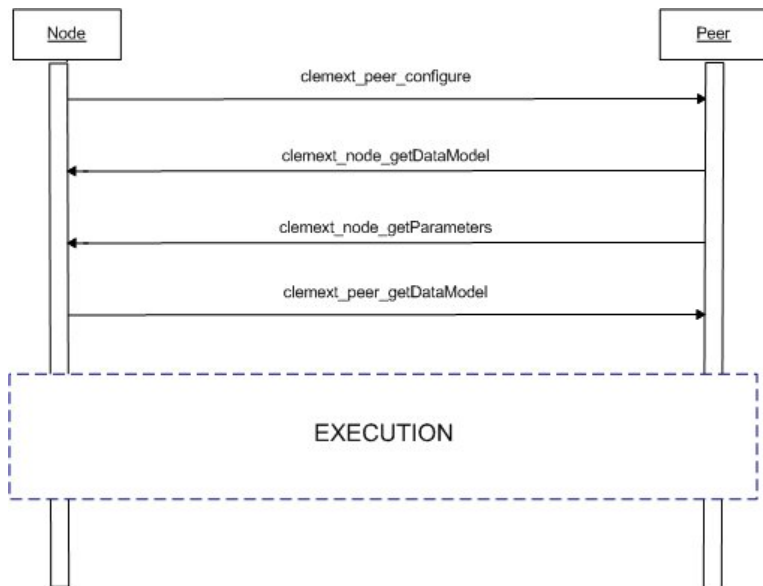 Node
Peer
clemext_peer_configure
clemext_node_getDataModel
clemext_node_getParameters
clemext_peer_getDataModel
EXECUTION